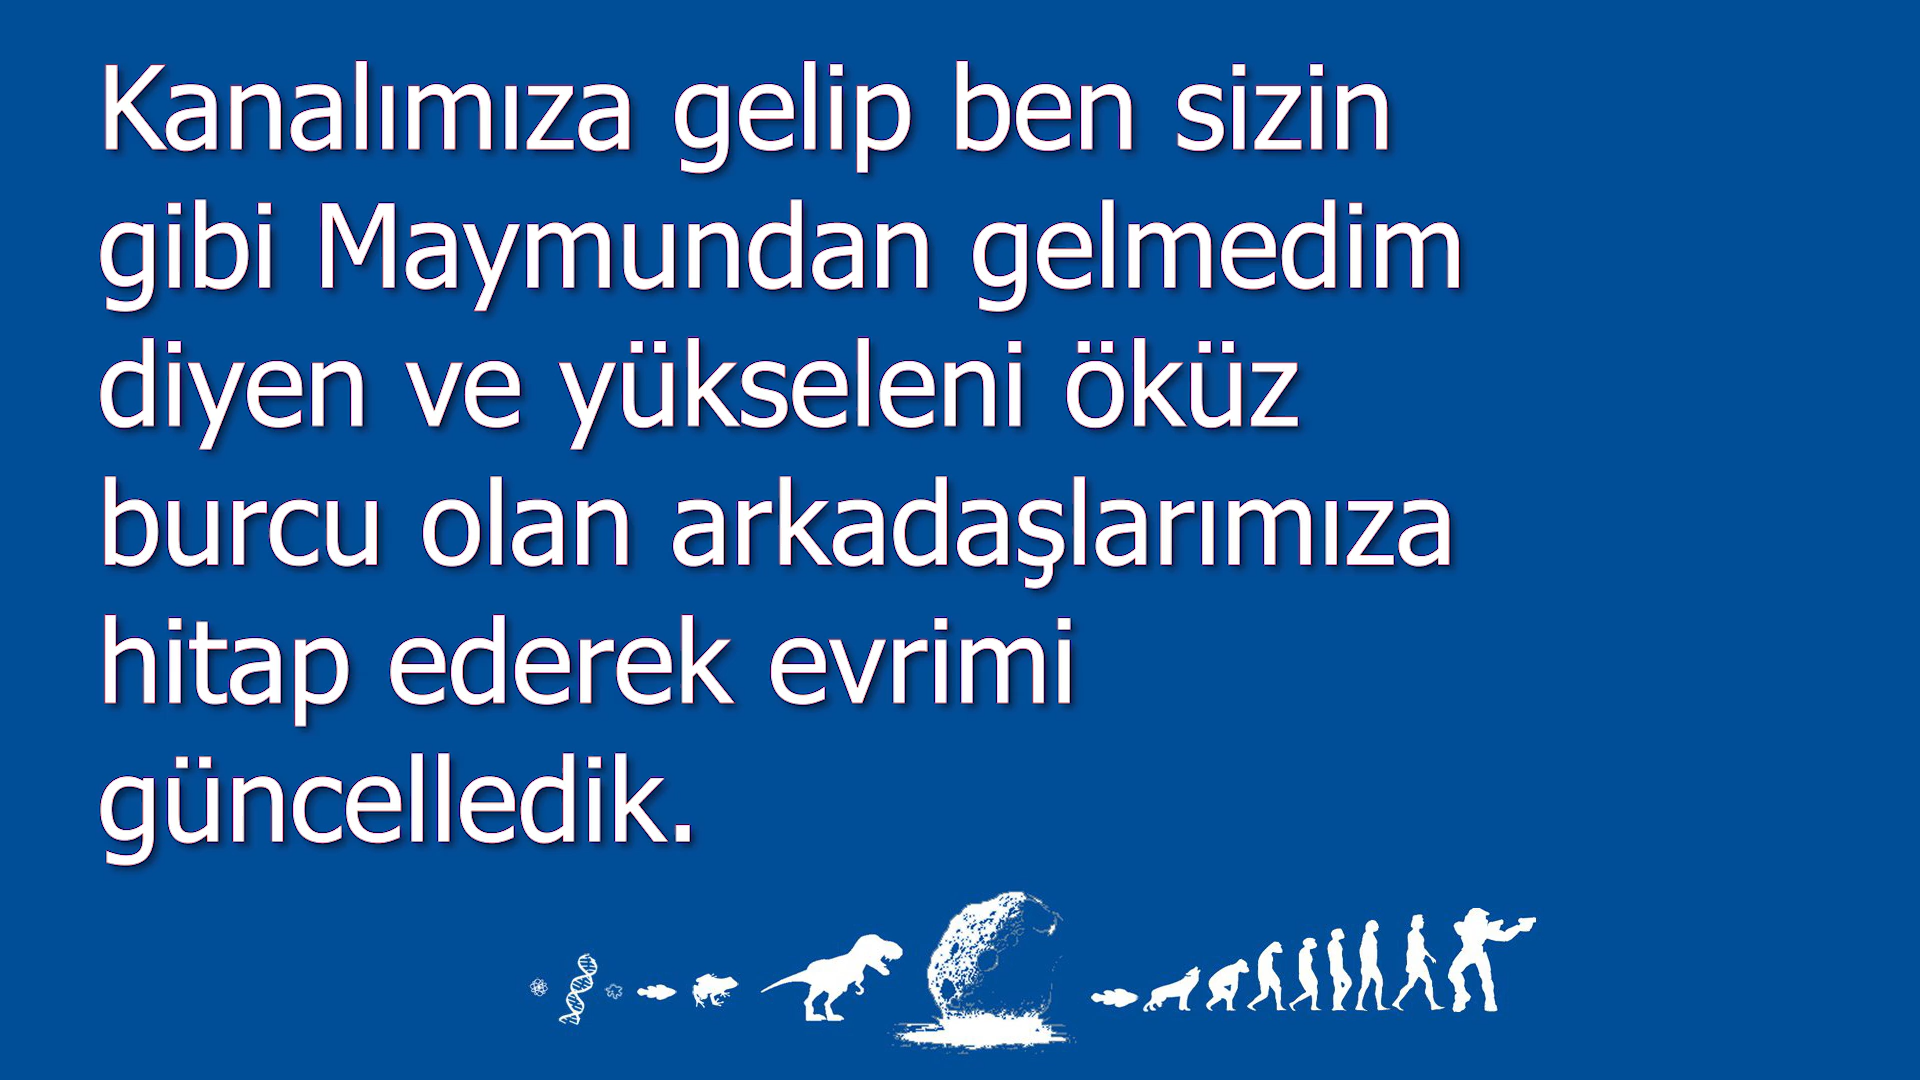 Kanalımıza gelip ben sizin
gibi Maymundan gelmedim
diyen ve yükseleni öküz
burcu olan arkadaşlarımıza
hitap ederek evrimi
güncelledik.